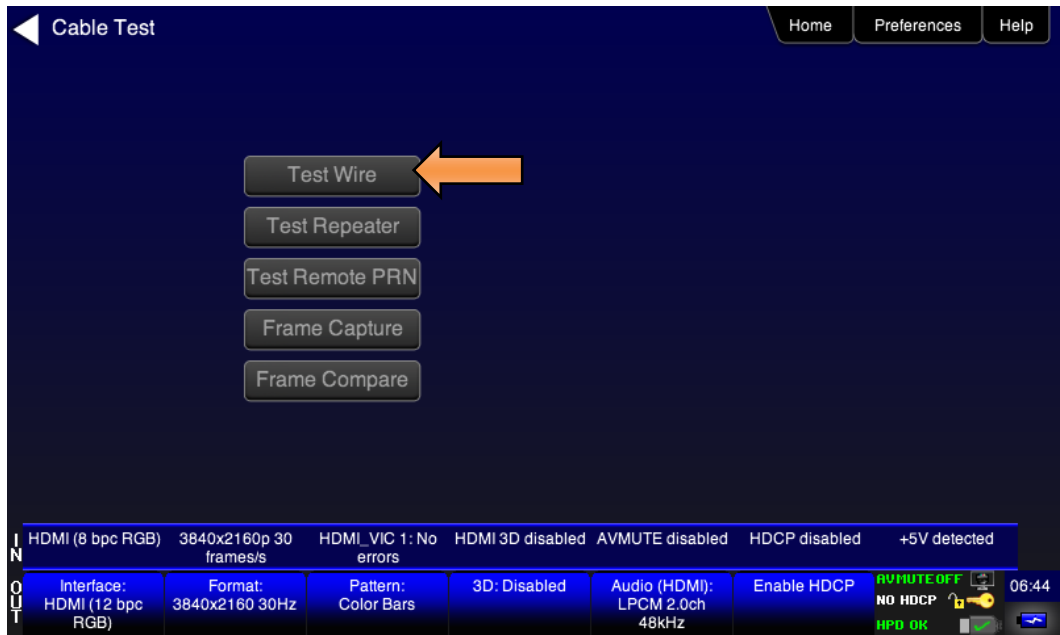 Cable Test
Home
Preferences
Help
Test Wire
Test Repeater
Test Remote PRN
Frame Capture
Frame Compare
IN
HDMI (8 bpc RGB)
3840x2160p 30
frames/s
HDMI_VIC 1: No
errors
HDMI 3D disabled
AVMUTE disabled
HDCP disabled
+5V detected
OUT
Interface:
HDMI (12 bpc
RGB)
Format:
3840x2160 30Hz
Pattern:
Color Bars
3D: Disabled
Audio (HDMI):
LPCM 2.0ch
48kHz
Enable HDCP
AVMUTE OFF
NO HDCP
HPD OK
06:44